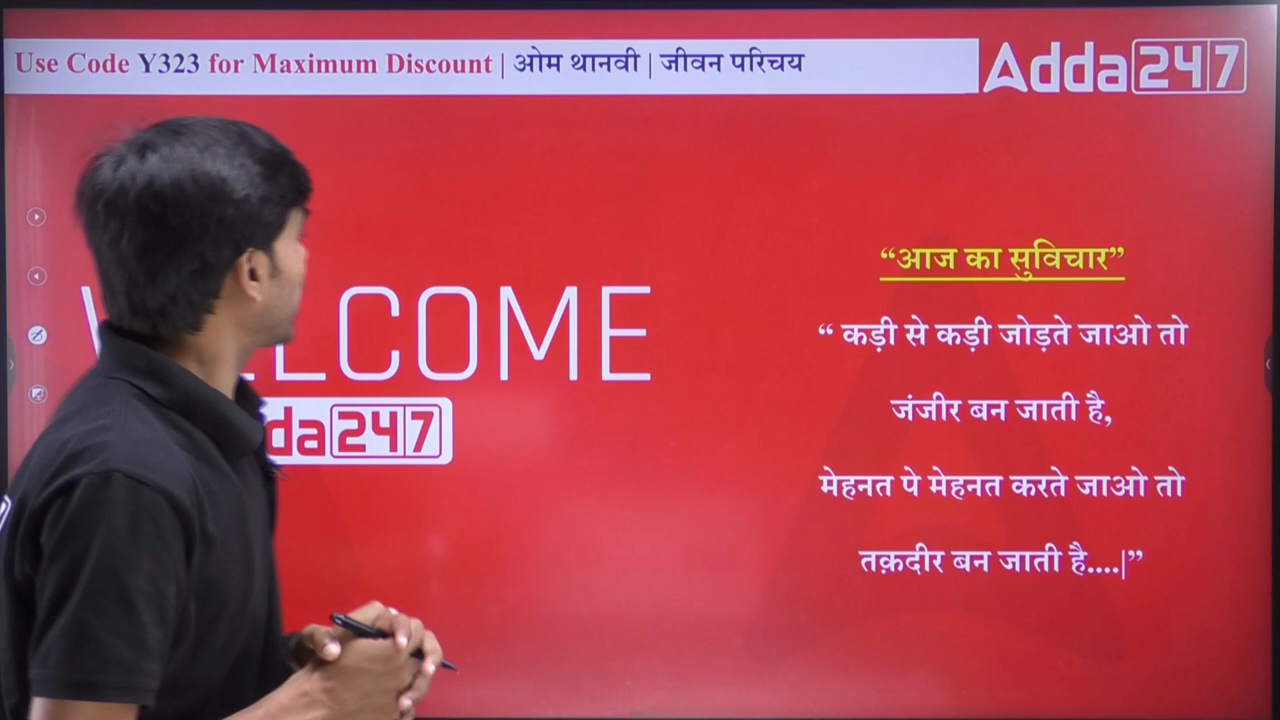 Use Code Y323 for Maximum Discount | ओम थानवी | जीवन परिचय
Adda247
“आज का सुविचार”
“ कड़ी से कड़ी जोड़ते जाओ तो
जंजीर बन जाती है,
मेहनत पे मेहनत करते जाओ तो
तक़दीर बन जाती है....|”
LCOME
da247